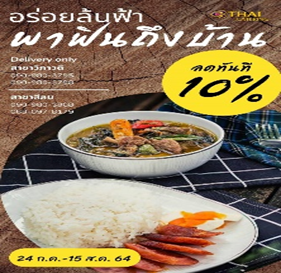 อร่อยล้นฟ้า
THAI
พาฟินถึงบ้าน
Delivery only
สาขาวิภาวดี
สาขาสีลม
ลดทันที
10%
24 ก.ค.-15 ส.ค. 64